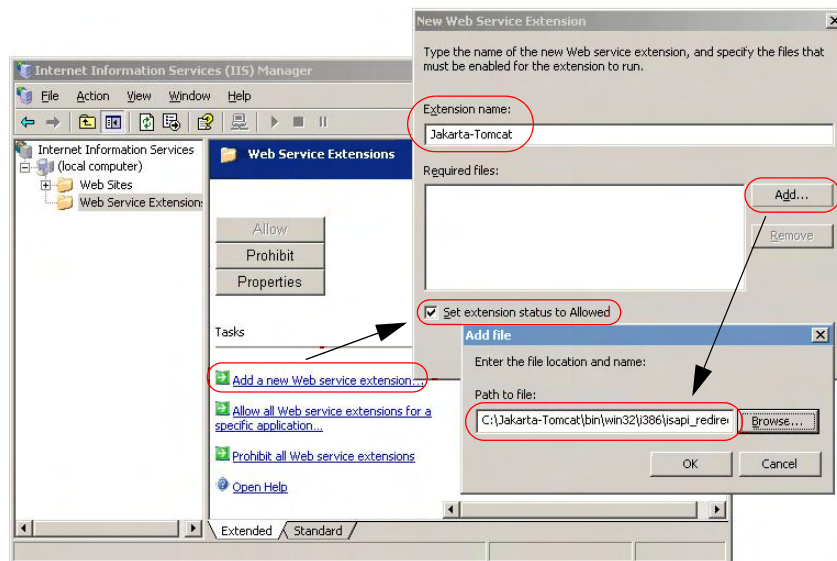 New Web Service Extension
Type the name of the new Web service extension, and specify the files that
must be enabled for the extension to run.
Extension name:
Jakarta-Tomcat
Required files:
Add...
Remove
Set extension status to Allowed
Internet Information Services (IIS) Manager
File Action View Window Help
Internet Information Services
(local computer)
Web Sites
Web Service Extension
Web Service Extensions
Allow
Prohibit
Properties
Tasks
Add a new Web service extension...
Allow all Web service extensions for a
specific application...
Prohibit all Web service extensions
Open Help
Extended Standard
Add file
Enter the file location and name:
Path to file:
C:\Jakarta-Tomcat\bin\win32\i386\isapi_redire
Browse...
OK Cancel